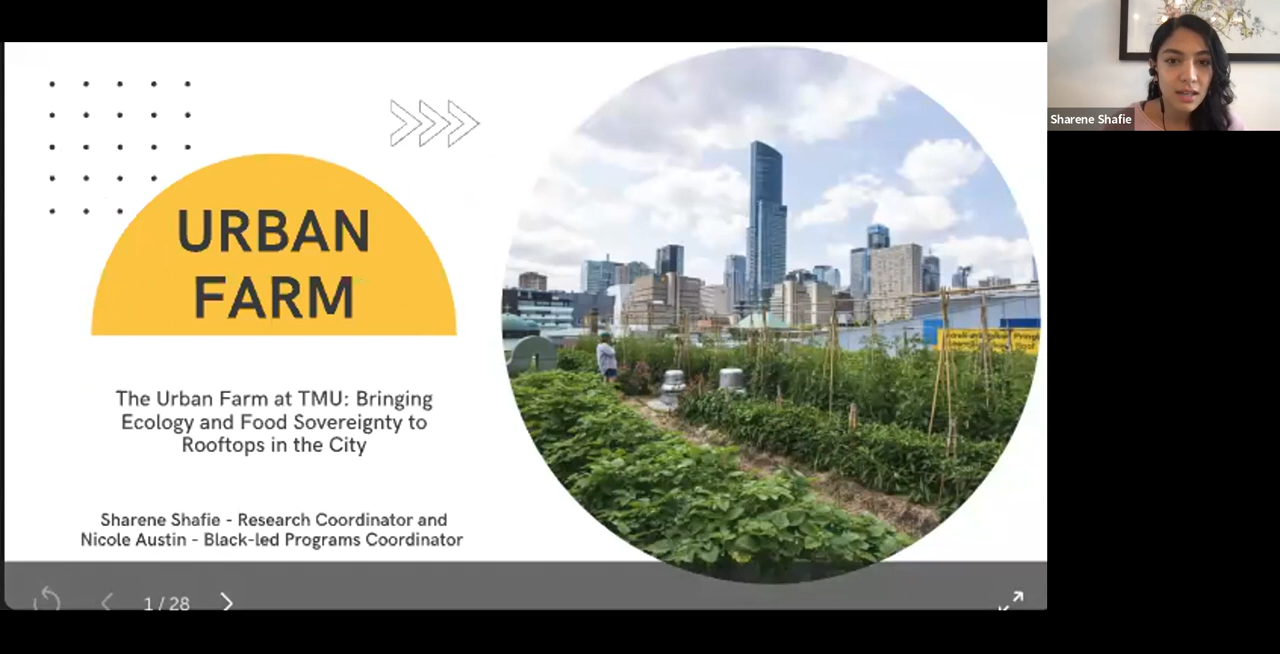 URBAN
FARM
The Urban Farm at TMU: Bringing
Ecology and Food Sovereignty to
Rooftops in the City
Sharene Shafie - Research Coordinator and
Nicole Austin - Black-led Programs Coordinator
1 / 28
Sharene Shafie